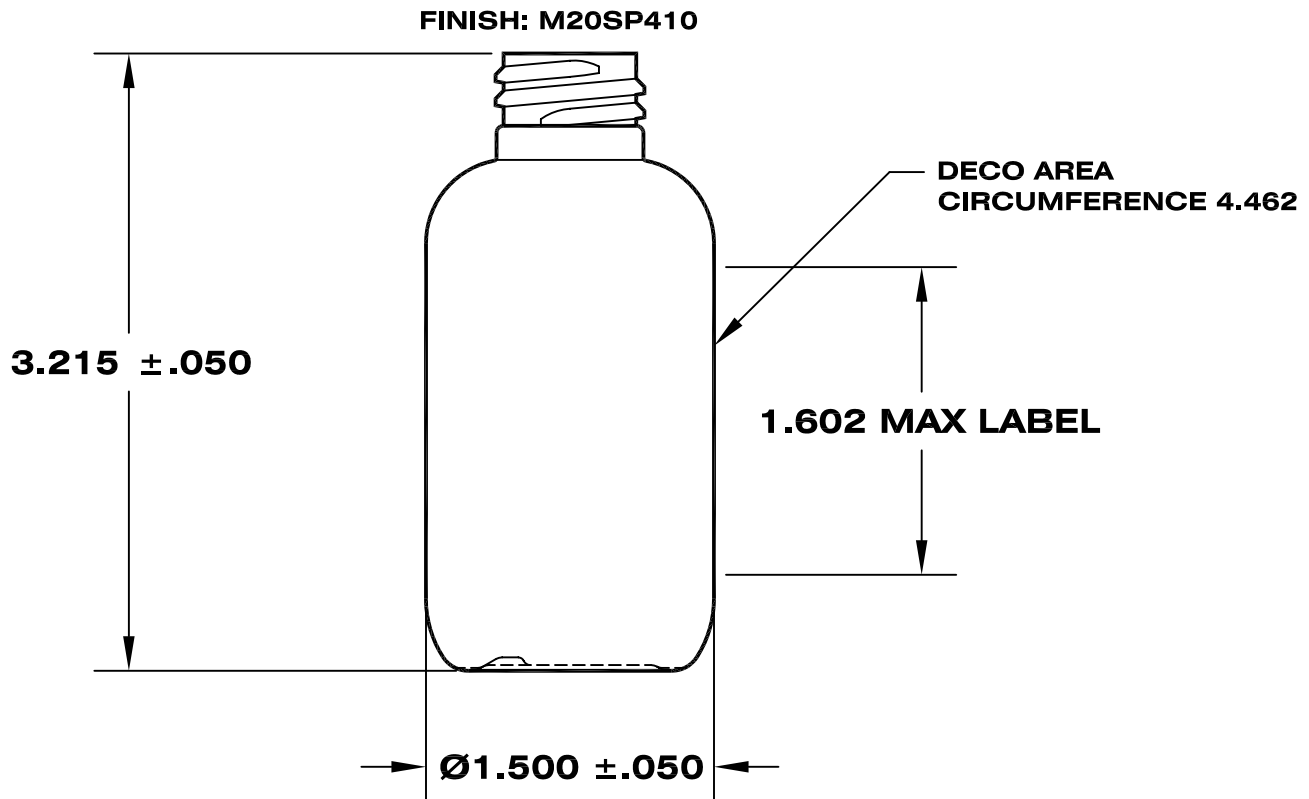 FINISH: M20SP410
DECO AREA
CIRCUMFERENCE 4.462
3.215 ±.050
1.602 MAX LABEL
Ø1.500 ±.050